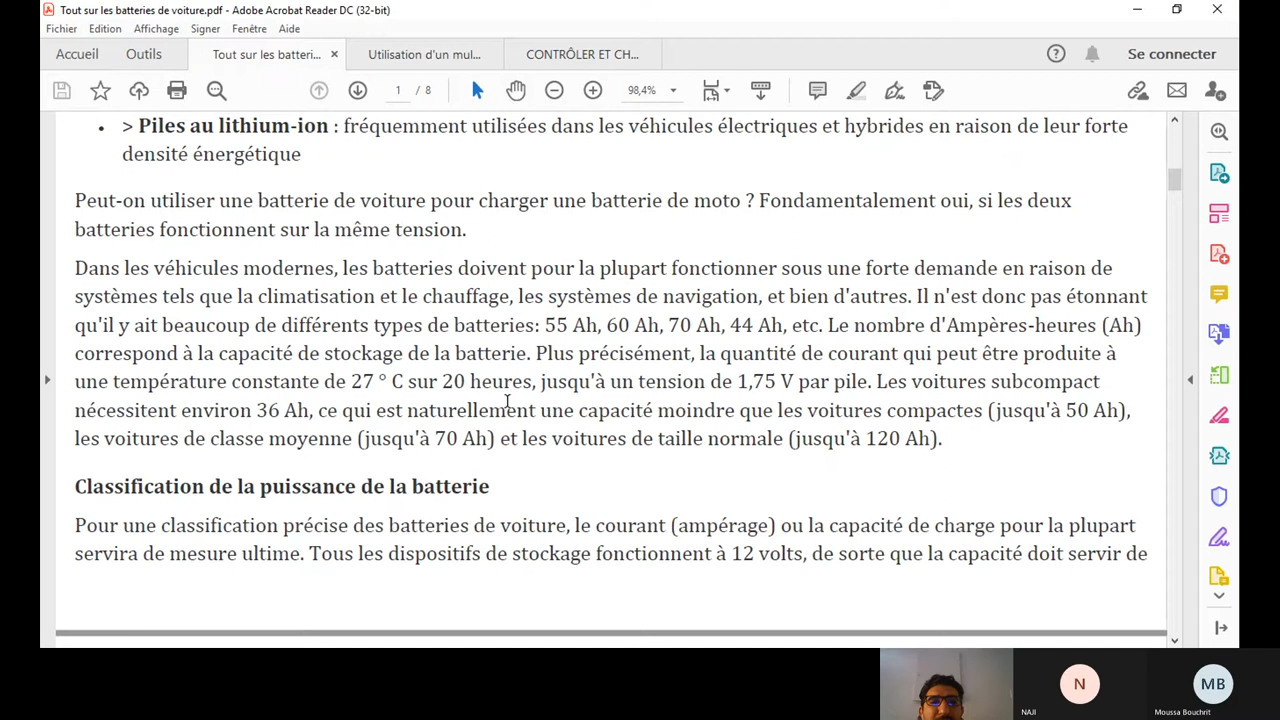 Tout sur les batteries de voiture.pdf - Adobe Acrobat Reader DC (32-bit)
Fichier Edition Affichage Signer Fenêtre Aide
Accueil Outils Tout sur les batteri... × Utilisation d'un mul... CONTRÔLER ET CH... Se connecter
1 / 8 98,4%
• > Piles au lithium-ion : fréquemment utilisées dans les véhicules électriques et hybrides en raison de leur forte
densité énergétique
Peut-on utiliser une batterie de voiture pour charger une batterie de moto ? Fondamentalement oui, si les deux
batteries fonctionnent sur la même tension.
Dans les véhicules modernes, les batteries doivent pour la plupart fonctionner sous une forte demande en raison de
systèmes tels que la climatisation et le chauffage, les systèmes de navigation, et bien d'autres. Il n'est donc pas étonnant
qu'il y ait beaucoup de différents types de batteries: 55 Ah, 60 Ah, 70 Ah, 44 Ah, etc. Le nombre d'Ampères-heures (Ah)
correspond à la capacité de stockage de la batterie. Plus précisément, la quantité de courant qui peut être produite à
une température constante de 27 ° C sur 20 heures, jusqu'à un tension de 1,75 V par pile. Les voitures subcompact
nécessitent environ 36 Ah, ce qui est naturellement une capacité moindre que les voitures compactes (jusqu'à 50 Ah),
les voitures de classe moyenne (jusqu'à 70 Ah) et les voitures de taille normale (jusqu'à 120 Ah).
Classification de la puissance de la batterie
Pour une classification précise des batteries de voiture, le courant (ampérage) ou la capacité de charge pour la plupart
servira de mesure ultime. Tous les dispositifs de stockage fonctionnent à 12 volts, de sorte que la capacité doit servir de
N MB
NAJI Moussa Bouchrit